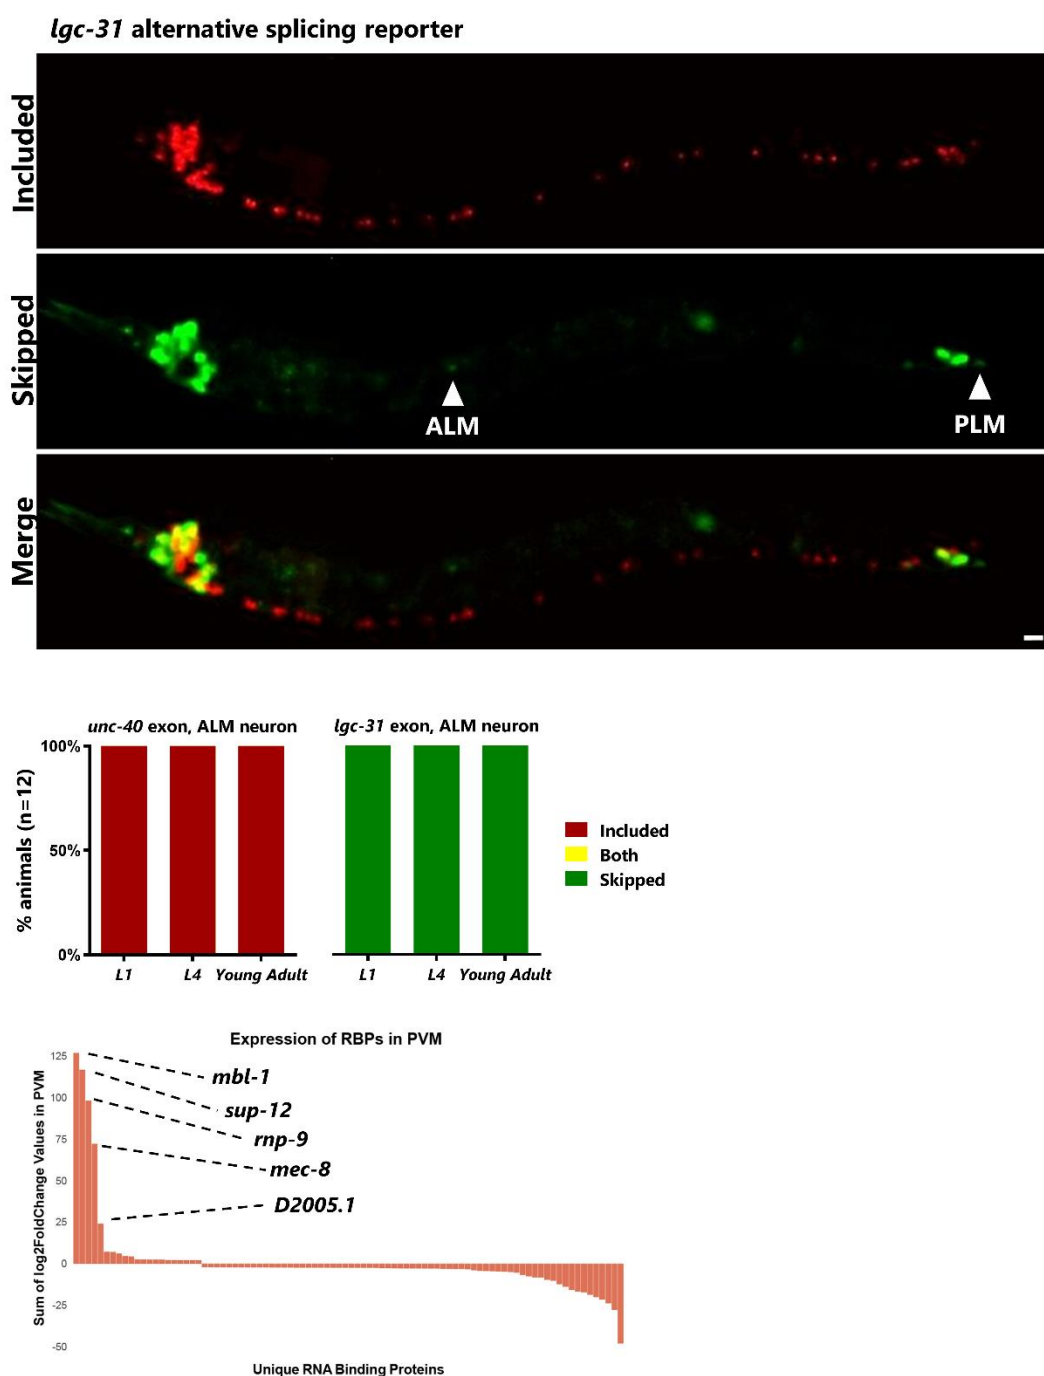 lgc-31 alternative splicing reporter
Included
Skipped
ALM
PLM
Merge
unc-40 exon, ALM neuron
lgc-31 exon, ALM neuron
% animals (n=12)
100%
50%
0%
L1
L4
Young Adult
L1
L4
Young Adult
Included
Both
Skipped
Expression of RBPs in PVM
Sum of log2FoldChange Values in PVM
125
100
75
50
25
0
-25
-50
mbl-1
sup-12
rnp-9
mec-8
D2005.1
Unique RNA Binding Proteins